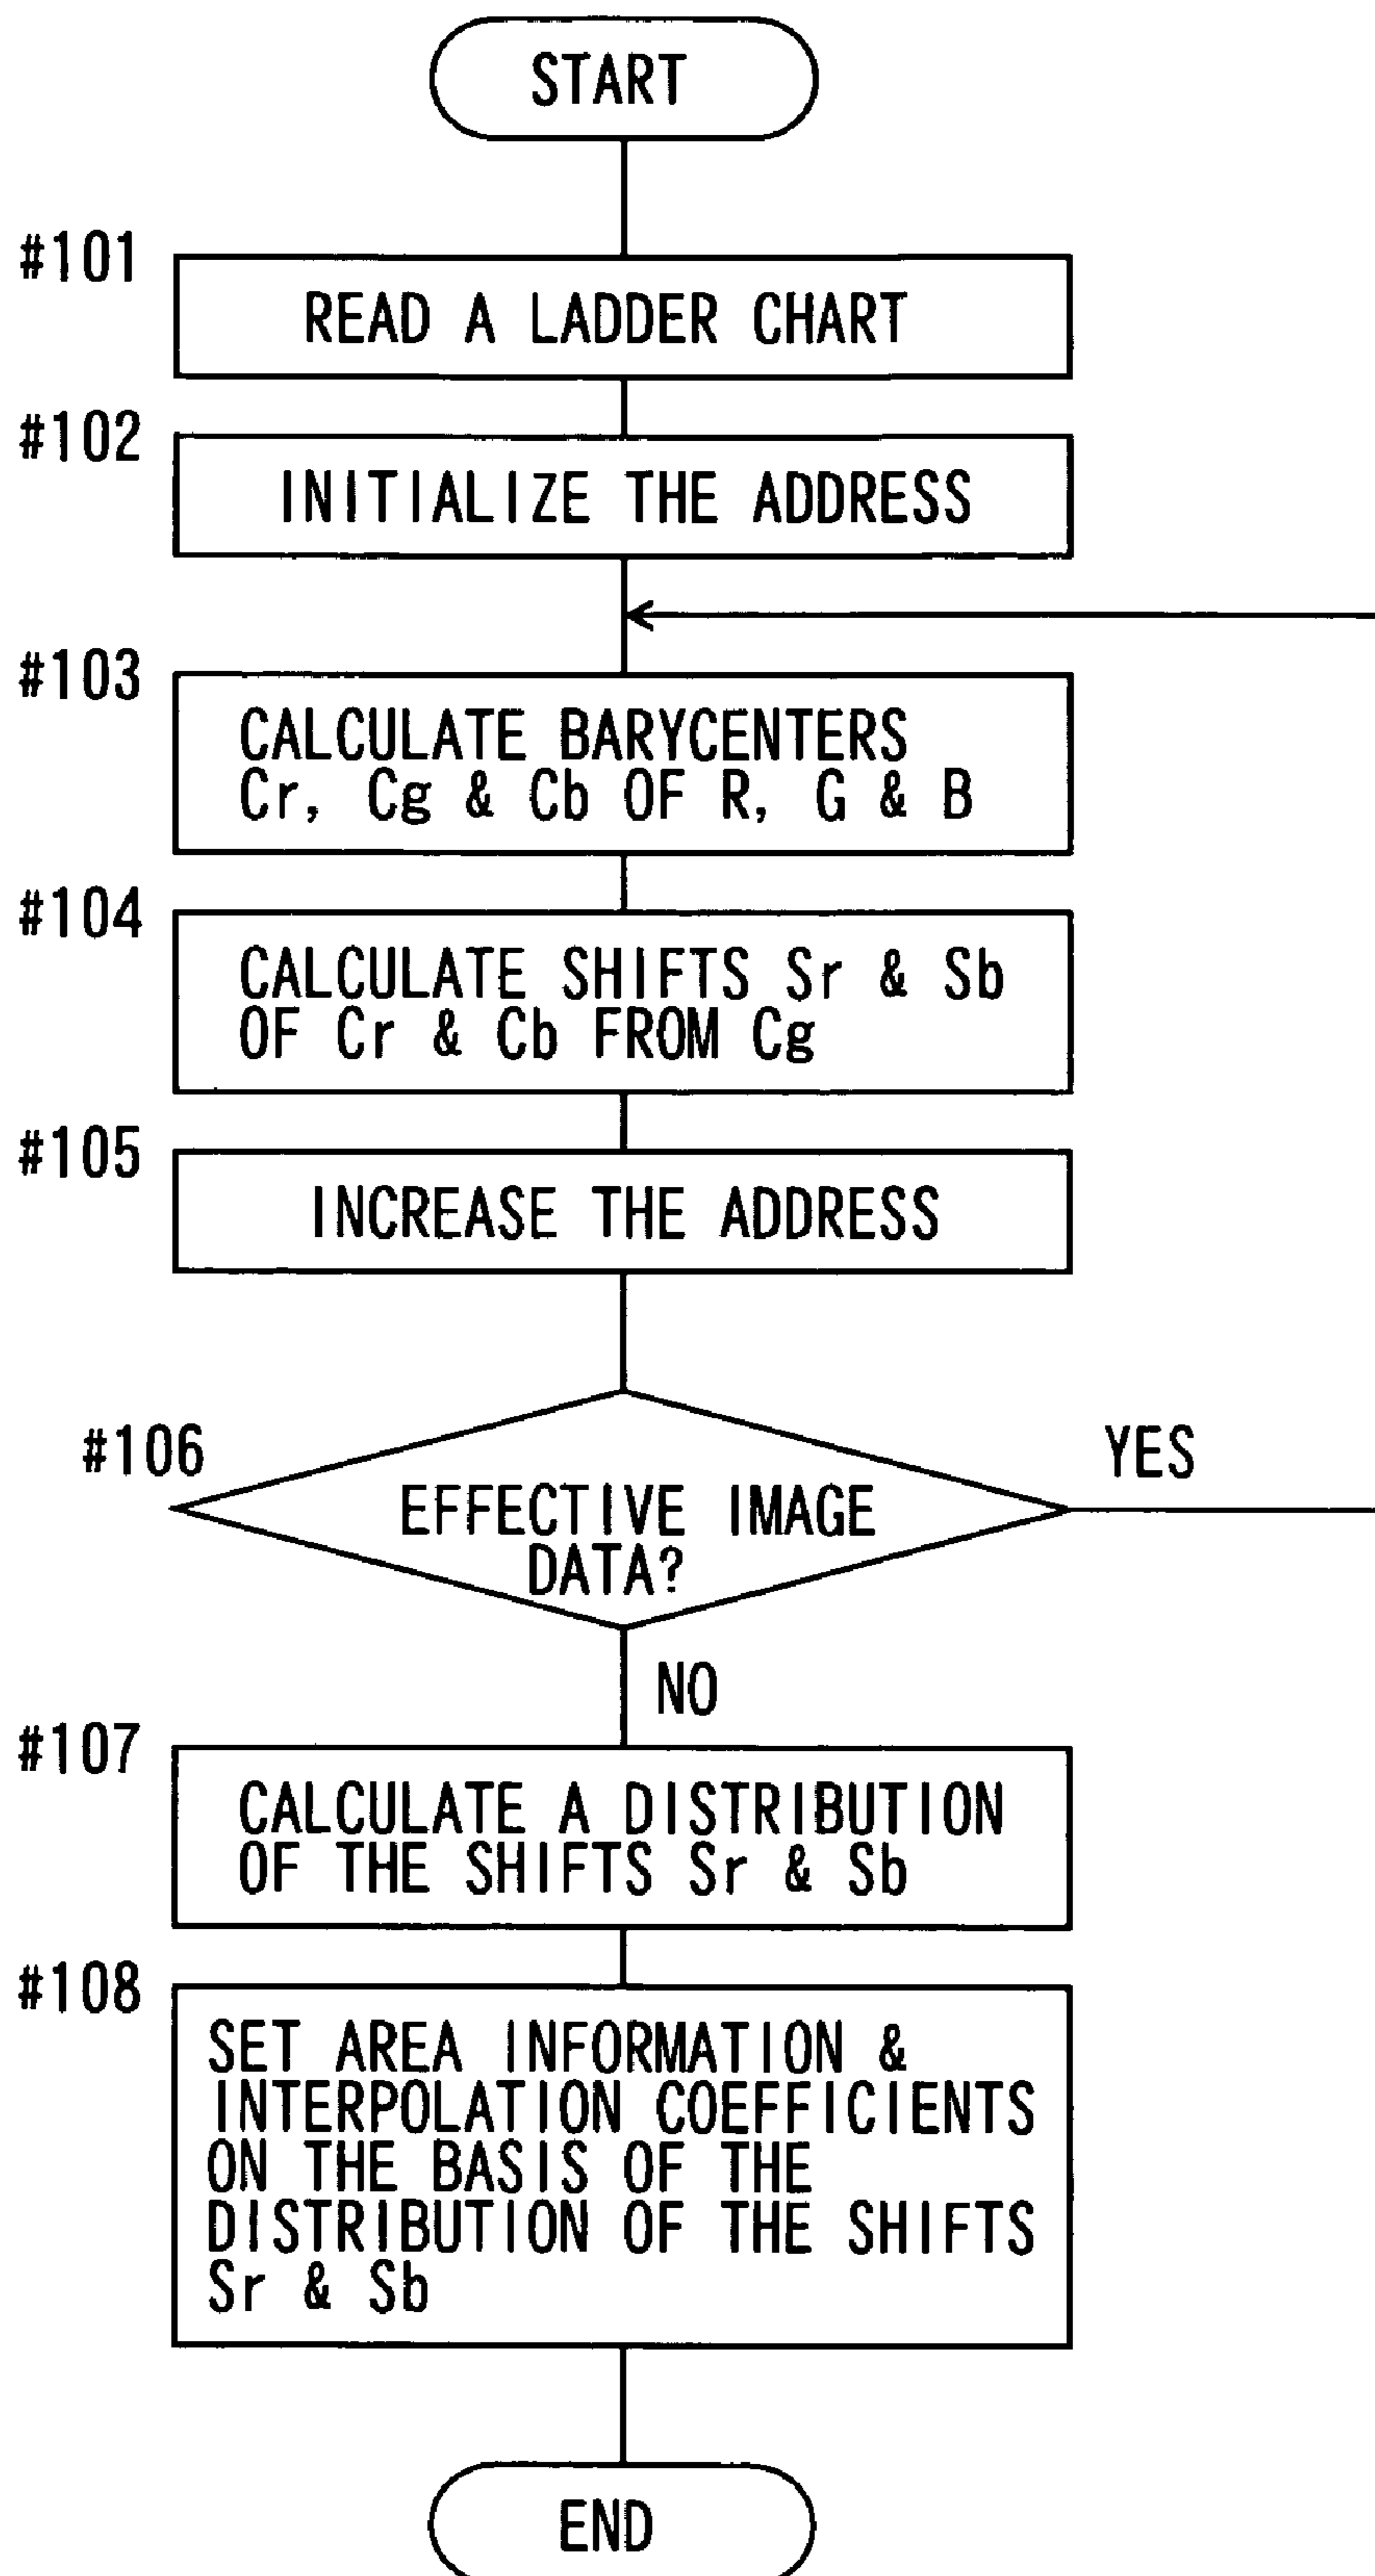 START
#101
READ A LADDER CHART
#102
INITIALIZE THE ADDRESS
#103
CALCULATE BARYCENTERS
Cr, Cg & Cb OF R, G & B
#104
CALCULATE SHIFTS Sr & Sb
OF Cr & Cb FROM Cg
#105
INCREASE THE ADDRESS
#106
YES
EFFECTIVE IMAGE
DATA?
NO
#107
CALCULATE A DISTRIBUTION
OF THE SHIFTS Sr & Sb
#108
SET AREA INFORMATION &
INTERPOLATION COEFFICIENTS
ON THE BASIS OF THE
DISTRIBUTION OF THE SHIFTS
Sr & Sb
END